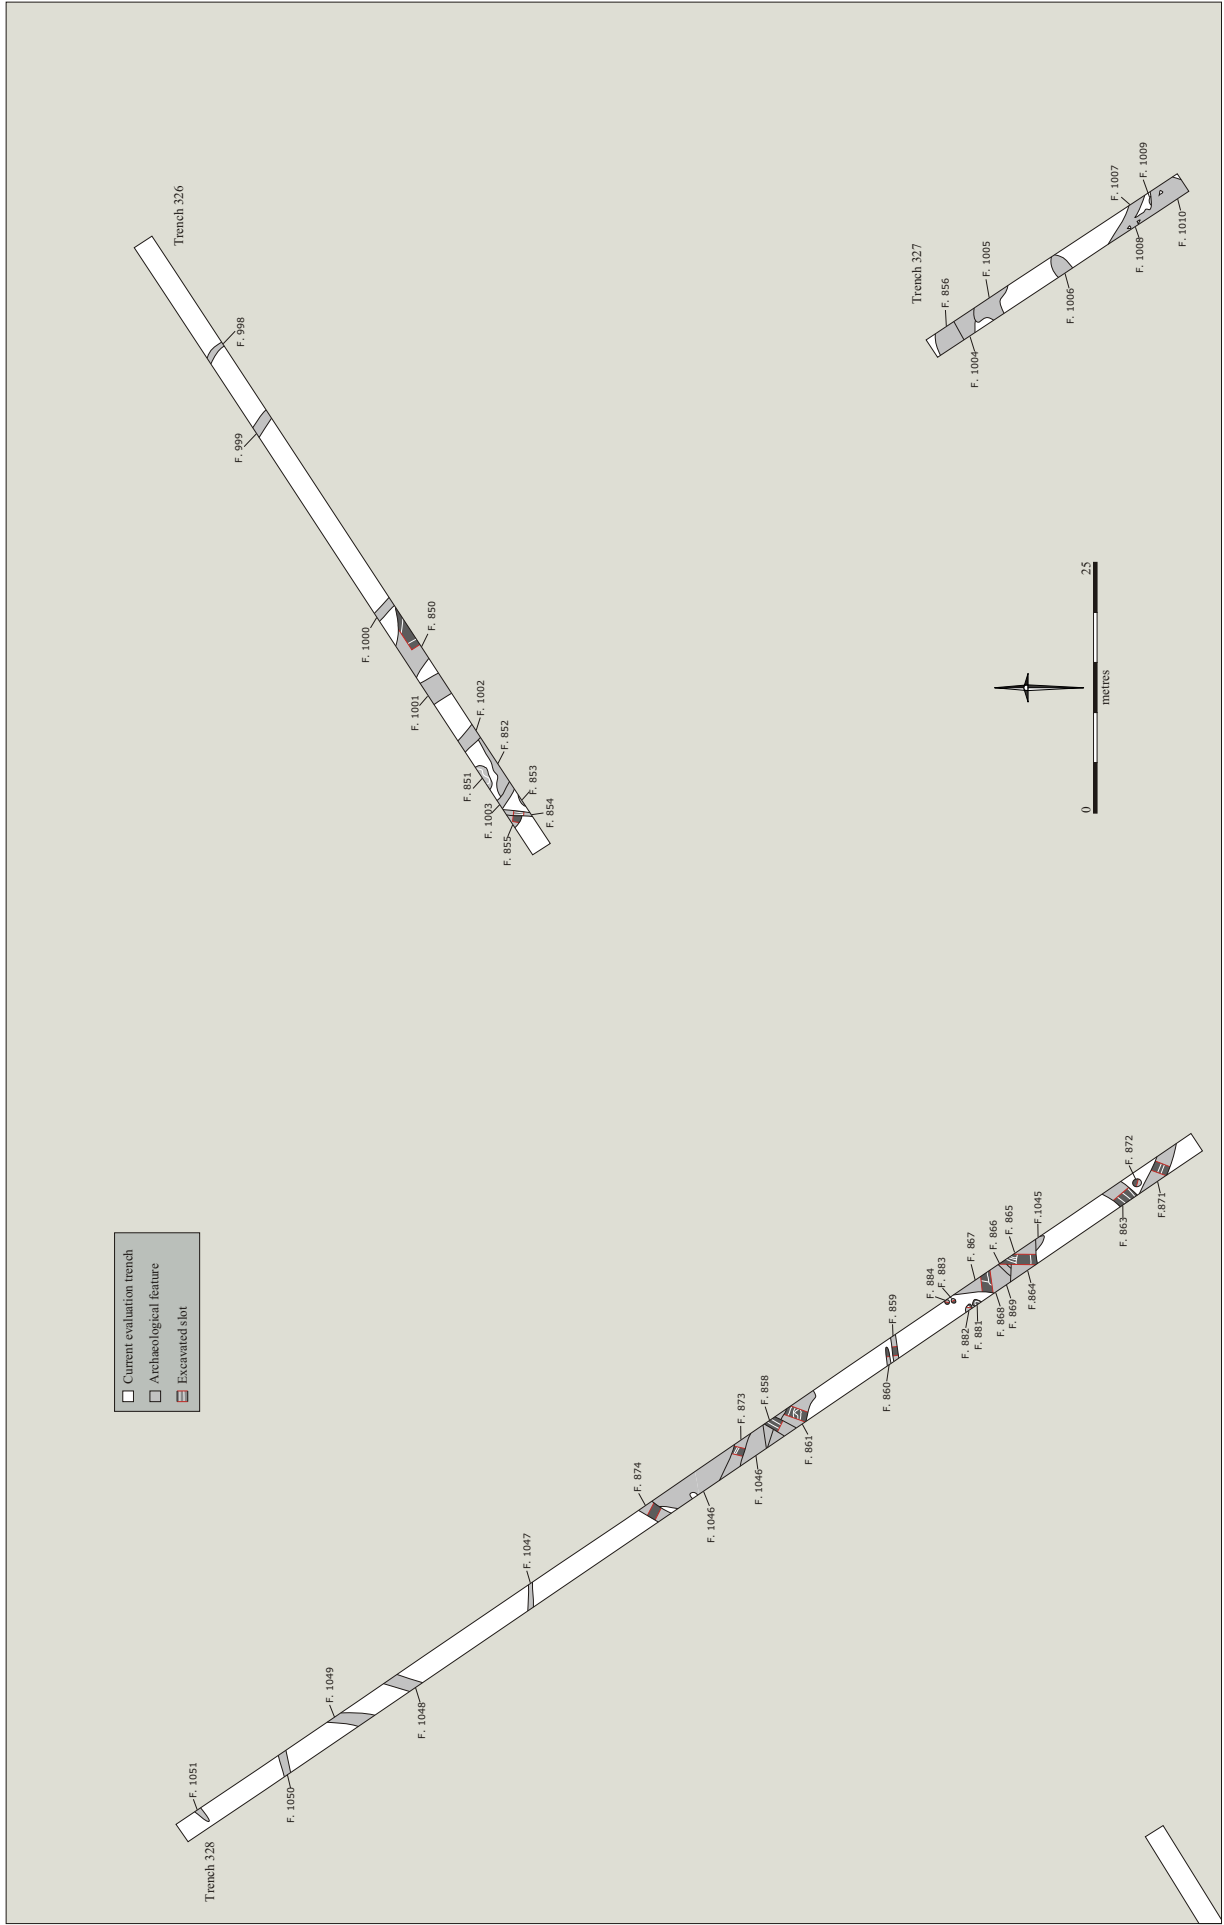 Trench 326
F. 998
F. 999
F. 1000
F. 850
F. 1001
F. 1002
F. 851
F. 852
F. 1003
F. 853
F. 855
F. 854
Trench 327
F. 856
F. 1005
F. 1004
F. 1006
F. 1007
F. 1009
F. 1008
F. 1010
0
25
metres
Current evaluation trench
Archaeological feature
Excavated slot
Trench 328
F. 1051
F. 1050
F. 1049
F. 1048
F. 1047
F. 874
F. 1046
F. 873
F. 1046
F. 858
F. 861
F. 859
F. 860
F. 884
F. 883
F. 882
F. 881
F. 867
F. 868
F. 866
F. 869
F. 865
F.864
F.1045
F. 863
F. 872
F.871